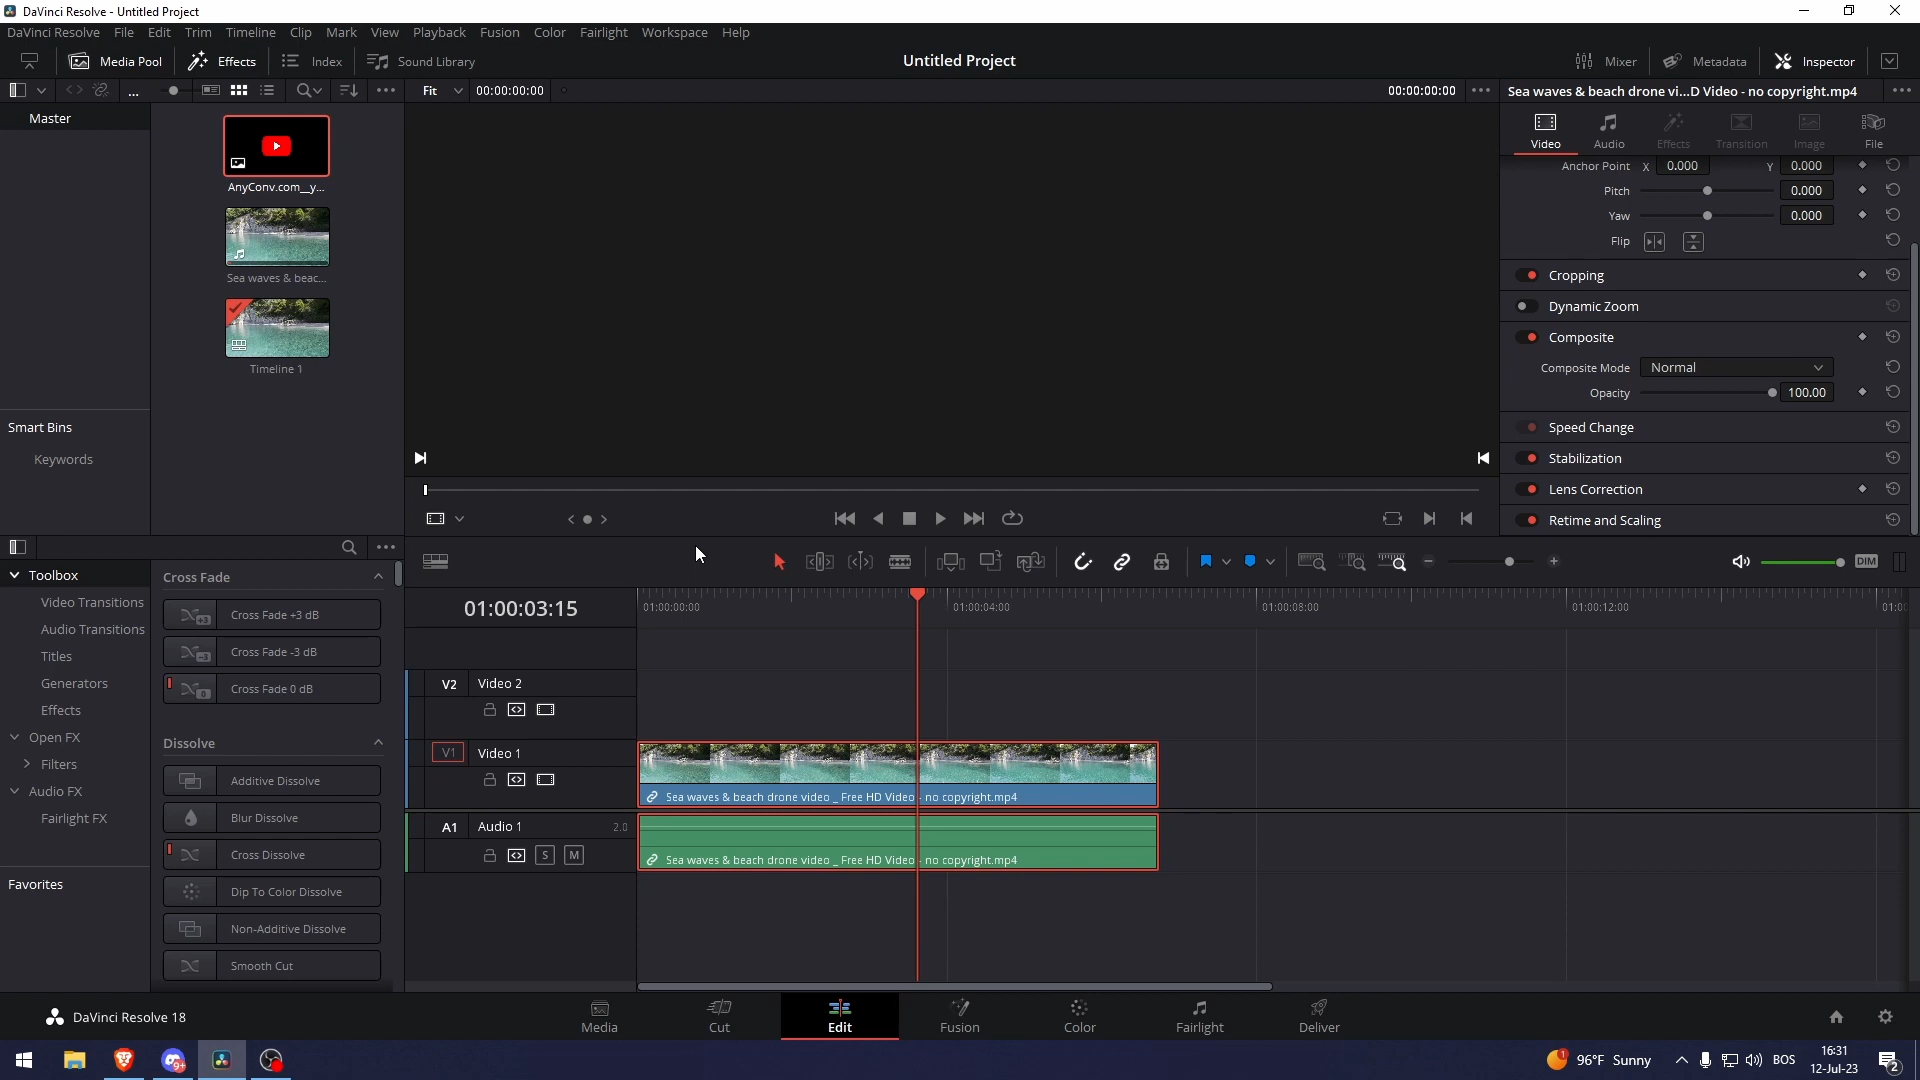 DaVinci Resolve - Untitled Project
DaVinci Resolve File Edit Trim Timeline Clip Mark View Playback Fusion Color Fairlight Workspace Help
Media Pool Effects Index Sound Library Untitled Project Mixer Metadata Inspector
... Fit 00:00:00:00 00:00:00:00 Sea waves & beach drone vi...D Video - no copyright.mp4
Master
Video Audio Effects Transition Image File
Anchor Point X 0.000 Y 0.000
AnyConv.com__y...
Pitch 0.000
Yaw 0.000
Flip
Sea waves & beac...
Cropping
Dynamic Zoom
Composite
Timeline 1
Composite Mode Normal
Opacity 100.00
Smart Bins
Speed Change
Keywords
Stabilization
Lens Correction
Retime and Scaling
DIM
Toolbox
Video Transitions
Audio Transitions
Titles
Generators
Effects
Open FX
Filters
Audio FX
Fairlight FX
Favorites
Cross Fade
+3 Cross Fade +3 dB
-3 Cross Fade -3 dB
0 Cross Fade 0 dB
Dissolve
Additive Dissolve
Blur Dissolve
Cross Dissolve
Dip To Color Dissolve
Non-Additive Dissolve
Smooth Cut
01:00:03:15 01:00:00:00 01:00:04:00 01:00:08:00 01:00:12:00 01:00
V2 Video 2
V1 Video 1
Sea waves & beach drone video _ Free HD Video - no copyright.mp4
A1 Audio 1 2.0
S M
Sea waves & beach drone video _ Free HD Video - no copyright.mp4
DaVinci Resolve 18 Media Cut Edit Fusion Color Fairlight Deliver
9+ 1 96°F Sunny BOS 16:31
12-Jul-23 2